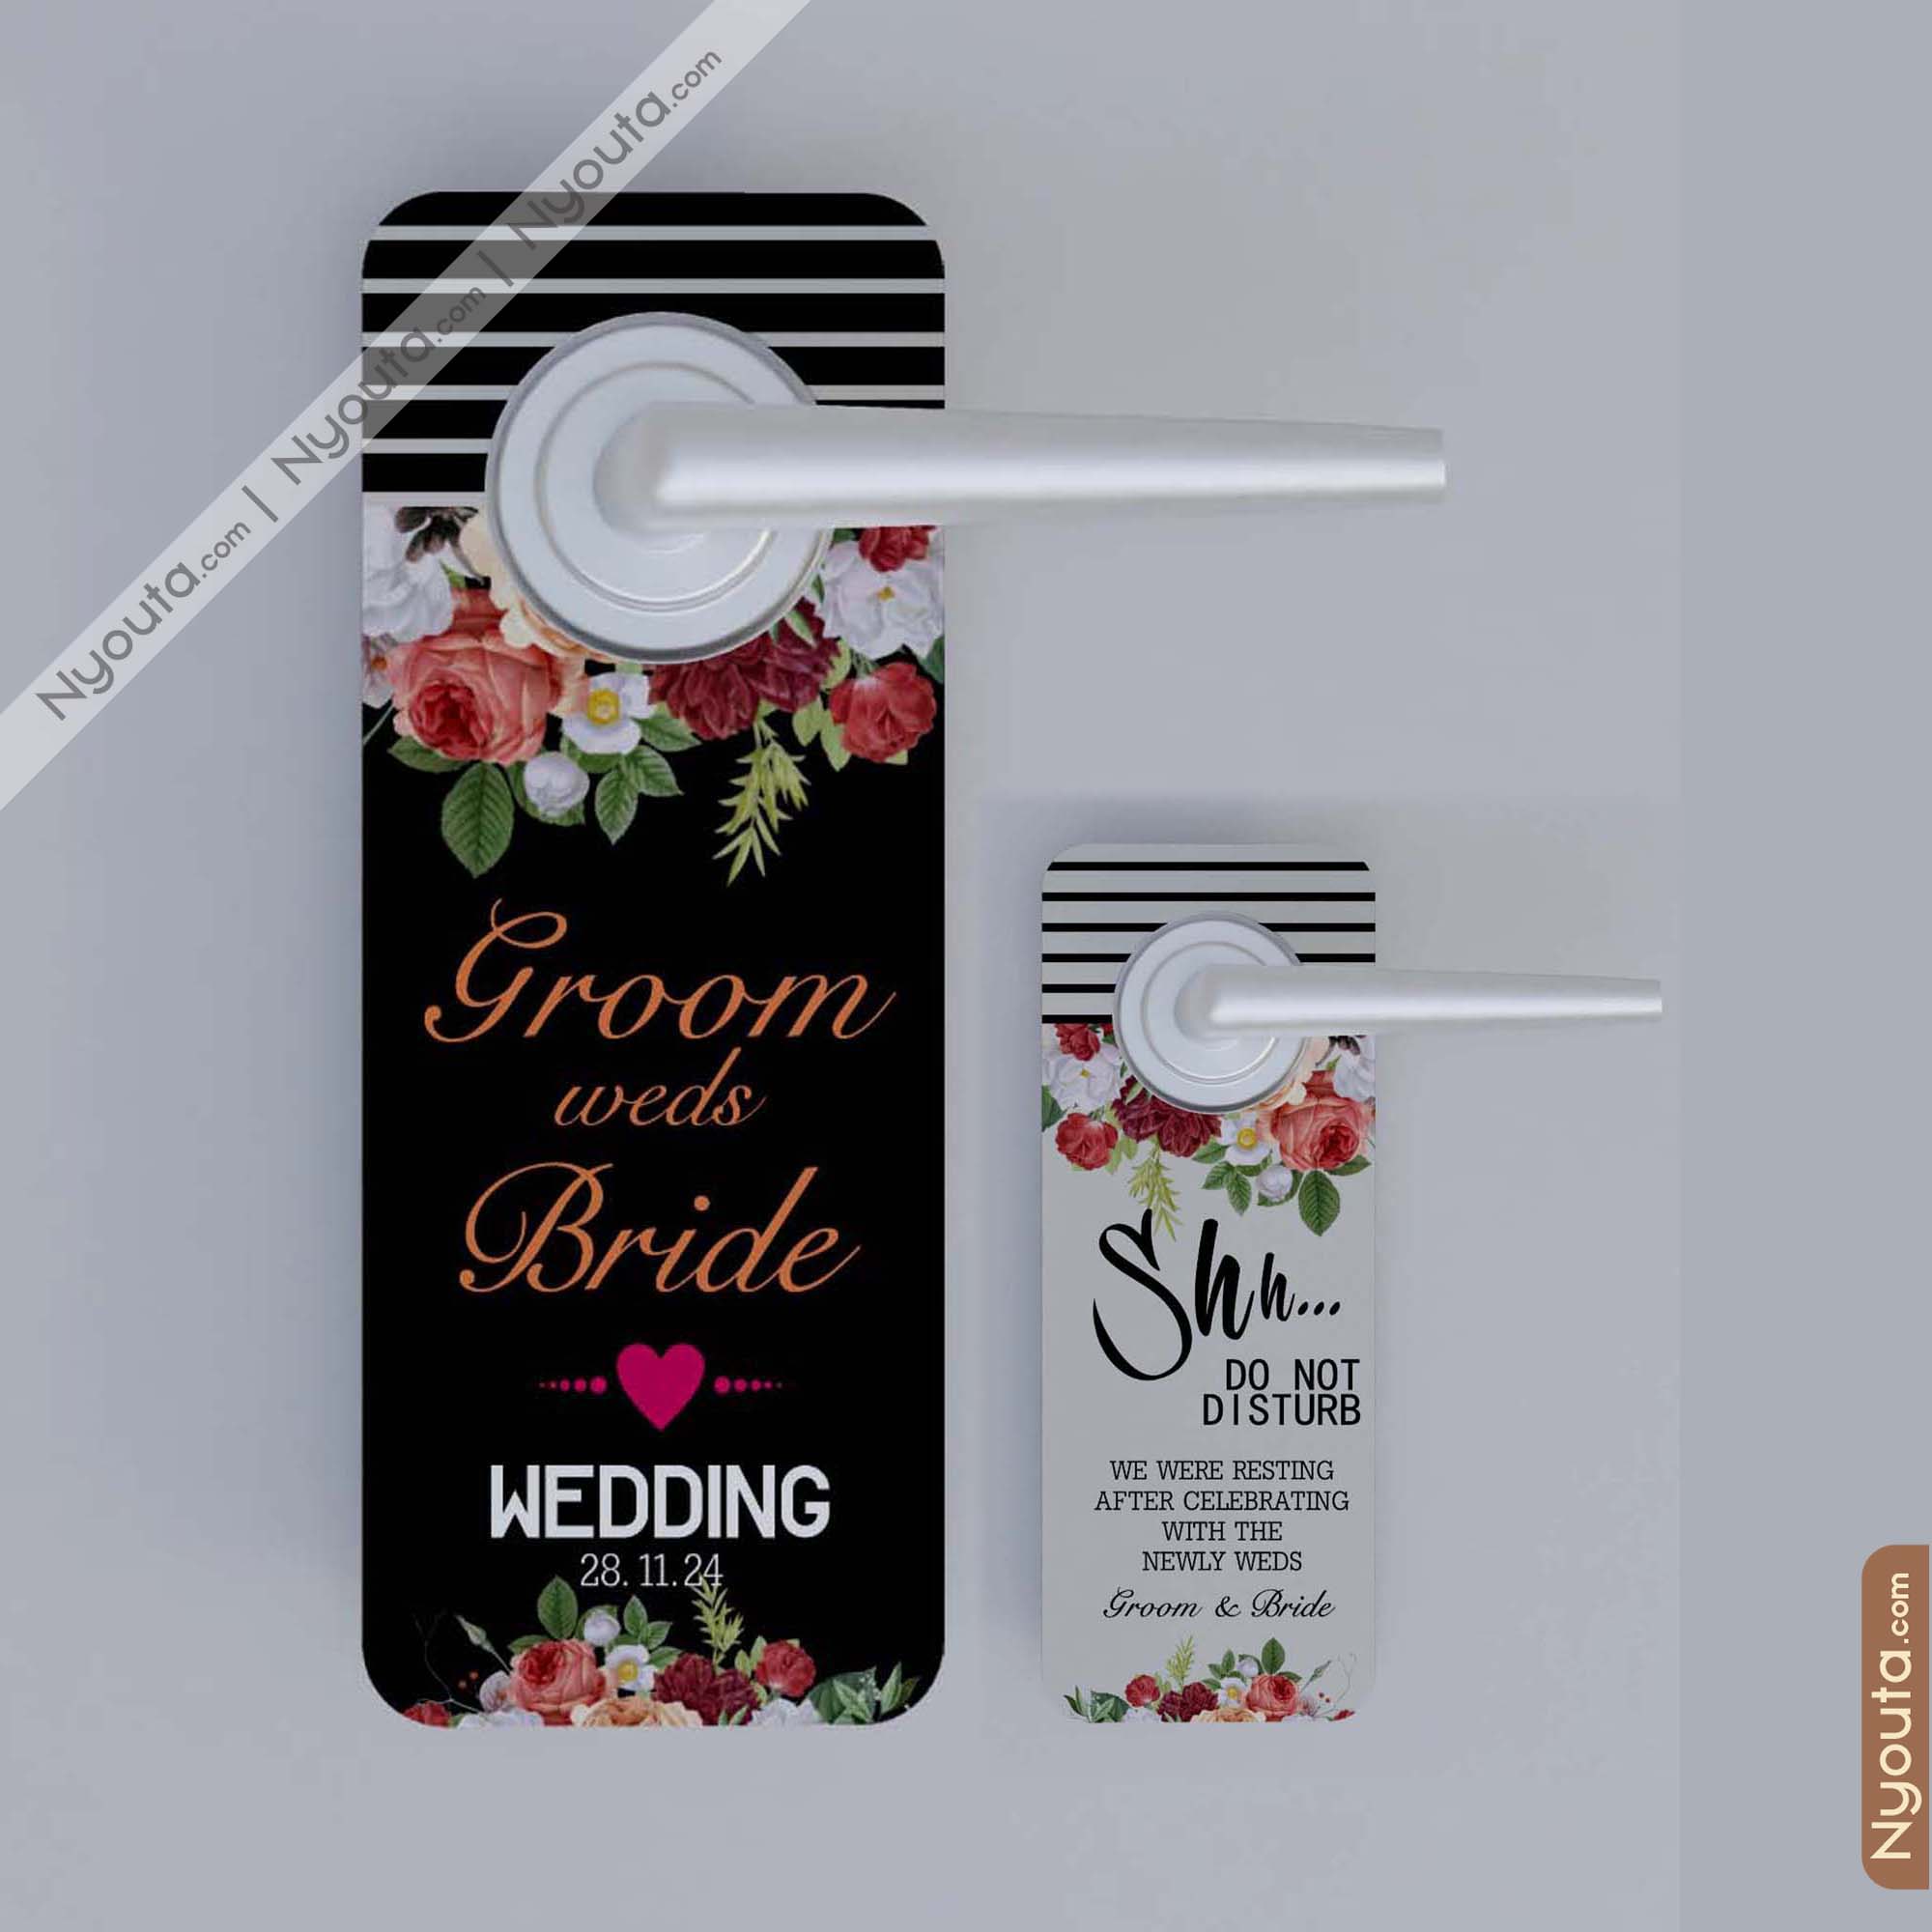 Nyouta.com | Nyouta.com | Nyouta.com
Groom
weds
Bride
WEDDING
28.11.24
Shh...
DO NOT
DISTURB
WE WERE RESTING
AFTER CELEBRATING
WITH THE
NEWLY WEDS
Groom & Bride
Nyouta.com